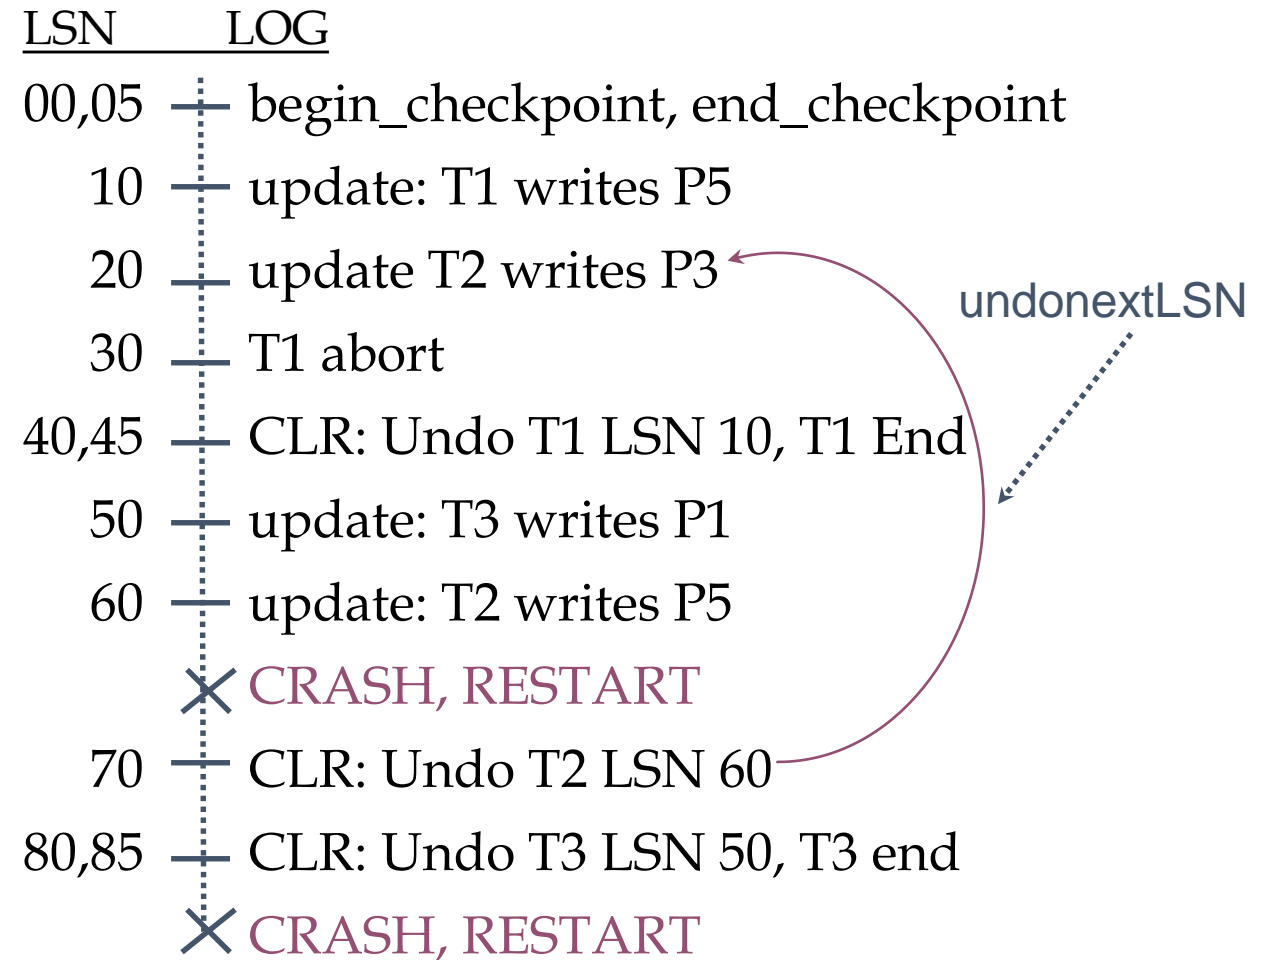 LSN LOG
00,05 begin_checkpoint, end_checkpoint
10 update: T1 writes P5
20 update T2 writes P3
undonextLSN
30 T1 abort
40,45 CLR: Undo T1 LSN 10, T1 End
50 update: T3 writes P1
60 update: T2 writes P5
CRASH, RESTART
70 CLR: Undo T2 LSN 60
80,85 CLR: Undo T3 LSN 50, T3 end
CRASH, RESTART